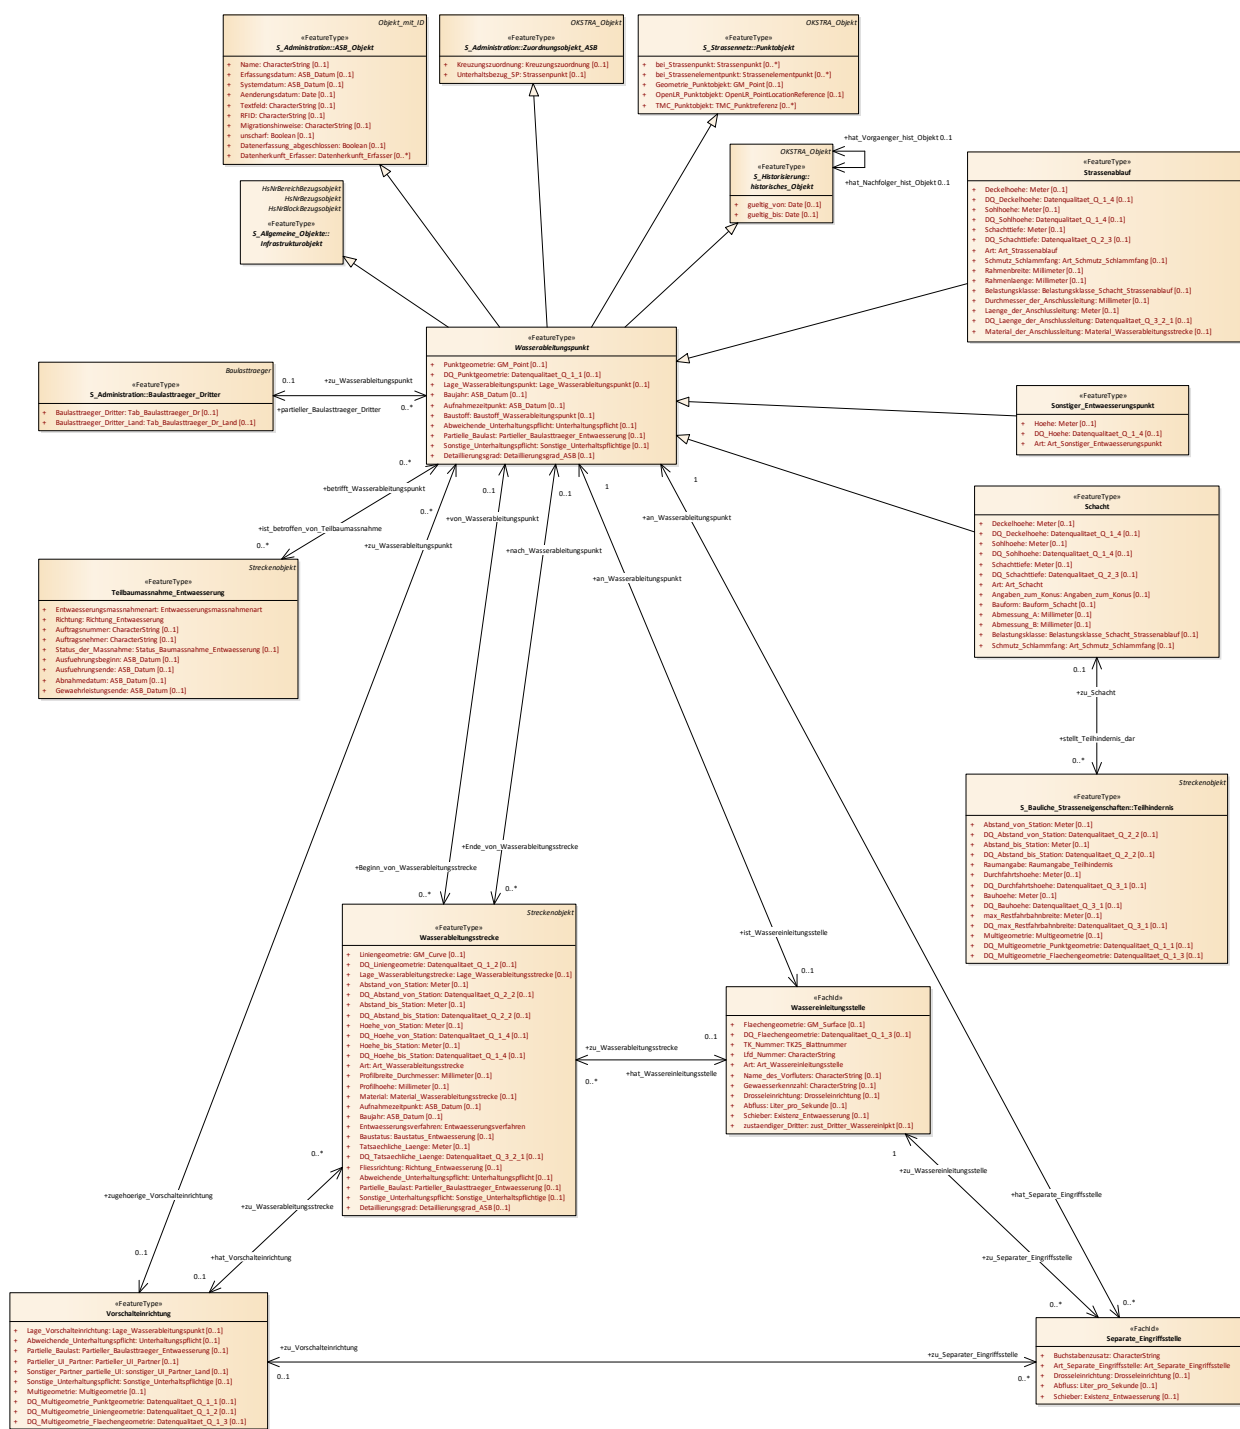 Objekt_mit_ID
«FeatureType»
S_Administration::ASB_Objekt
+ Name: CharacterString [0..1]
+ Erfassungsdatum: ASB_Datum [0..1]
+ Systemdatum: ASB_Datum [0..1]
+ Aenderungsdatum: Date [0..1]
+ Textfeld: CharacterString [0..1]
+ RFID: CharacterString [0..1]
+ Migrationshinweise: CharacterString [0..1]
+ unscharf: Boolean [0..1]
+ Datenerfassung_abgeschlossen: Boolean [0..1]
+ Datenherkunft_Erfasser: Datenherkunft_Erfasser [0..*]
OKSTRA_Objekt
«FeatureType»
S_Administration::Zuordnungsobjekt_ASB
+ Kreuzungszuordnung: Kreuzungszuordnung [0..1]
+ Unterhaltsbezug_SP: Strassenpunkt [0..1]
OKSTRA_Objekt
«FeatureType»
S_Strassennetz::Punktobjekt
+ bei_Strassenpunkt: Strassenpunkt [0..*]
+ bei_Strassenelementpunkt: Strassenelementpunkt [0..*]
+ Geometrie_Punktobjekt: GM_Point [0..1]
+ OpenLR_Punktobjekt: OpenLR_PointLocationReference [0..1]
+ TMC_Punktobjekt: TMC_Punktreferenz [0..*]
OKSTRA_Objekt
«FeatureType»
S_Historisierung::
historisches_Objekt
+ gueltig_von: Date [0..1]
+ gueltig_bis: Date [0..1]
+hat_Vorgaenger_hist_Objekt 0..1
+hat_Nachfolger_hist_Objekt 0..1
HsNrBereichBezugsobjekt
HsNrBezugsobjekt
HsNrBlockBezugsobjekt
«FeatureType»
S_Allgemeine_Objekte::
Infrastrukturobjekt
«FeatureType»
Strassenablauf
+ Deckelhoehe: Meter [0..1]
+ DQ_Deckelhoehe: Datenqualitaet_Q_1_4 [0..1]
+ Sohlhoehe: Meter [0..1]
+ DQ_Sohlhoehe: Datenqualitaet_Q_1_4 [0..1]
+ Schachttiefe: Meter [0..1]
+ DQ_Schachttiefe: Datenqualitaet_Q_2_3 [0..1]
+ Art: Art_Strassenablauf
+ Schmutz_Schlammfang: Art_Schmutz_Schlammfang [0..1]
+ Rahmenbreite: Millimeter [0..1]
+ Rahmenlaenge: Millimeter [0..1]
+ Belastungsklasse: Belastungsklasse_Schacht_Strassenablauf [0..1]
+ Durchmesser_der_Anschlussleitung: Millimeter [0..1]
+ Laenge_der_Anschlussleitung: Meter [0..1]
+ DQ_Laenge_der_Anschlussleitung: Datenqualitaet_Q_3_2_1 [0..1]
+ Material_der_Anschlussleitung: Material_Wasserableitungsstrecke [0..1]
«FeatureType»
Wasserableitungspunkt
+ Punktgeometrie: GM_Point [0..1]
+ DQ_Punktgeometrie: Datenqualitaet_Q_1_1 [0..1]
+ Lage_Wasserableitungspunkt: Lage_Wasserableitungspunkt [0..1]
+ Baujahr: ASB_Datum [0..1]
+ Aufnahmezeitpunkt: ASB_Datum [0..1]
+ Baustoff: Baustoff_Wasserableitungspunkt [0..1]
+ Abweichende_Unterhaltungspflicht: Unterhaltungspflicht [0..1]
+ Partielle_Baulast: Partieller_Baulasttraeger_Entwaesserung [0..1]
+ Sonstige_Unterhaltungspflicht: Sonstige_Unterhaltspflichtige [0..1]
+ Detaillierungsgrad: Detaillierungsgrad_ASB [0..1]
Baulasttraeger
«FeatureType»
S_Administration::Baulasttraeger_Dritter
+ Baulasttraeger_Dritter: Tab_Baulasttraeger_Dr [0..1]
+ Baulasttraeger_Dritter_Land: Tab_Baulasttraeger_Dr_Land [0..1]
0..1
+zu_Wasserableitungspunkt
+partieller_Baulasttraeger_Dritter
0..*
«FeatureType»
Sonstiger_Entwaesserungspunkt
+ Hoehe: Meter [0..1]
+ DQ_Hoehe: Datenqualitaet_Q_1_4 [0..1]
+ Art: Art_Sonstiger_Entwaesserungspunkt
0..*
+betrifft_Wasserableitungspunkt
+ist_betroffen_von_Teilbaumassnahme
0..*
0..*
+zu_Wasserableitungspunkt
0..1
+von_Wasserableitungspunkt
0..1
+nach_Wasserableitungspunkt
1
+an_Wasserableitungspunkt
1
+an_Wasserableitungspunkt
«FeatureType»
Schacht
+ Deckelhoehe: Meter [0..1]
+ DQ_Deckelhoehe: Datenqualitaet_Q_1_4 [0..1]
+ Sohlhoehe: Meter [0..1]
+ DQ_Sohlhoehe: Datenqualitaet_Q_1_4 [0..1]
+ Schachttiefe: Meter [0..1]
+ DQ_Schachttiefe: Datenqualitaet_Q_2_3 [0..1]
+ Art: Art_Schacht
+ Angaben_zum_Konus: Angaben_zum_Konus [0..1]
+ Bauform: Bauform_Schacht [0..1]
+ Abmessung_A: Millimeter [0..1]
+ Abmessung_B: Millimeter [0..1]
+ Belastungsklasse: Belastungsklasse_Schacht_Strassenablauf [0..1]
+ Schmutz_Schlammfang: Art_Schmutz_Schlammfang [0..1]
Streckenobjekt
«FeatureType»
Teilbaumassnahme_Entwaesserung
+ Entwaesserungsmassnahmenart: Entwaesserungsmassnahmenart
+ Richtung: Richtung_Entwaesserung
+ Auftragsnummer: CharacterString [0..1]
+ Auftragsnehmer: CharacterString [0..1]
+ Status_der_Massnahme: Status_Baumassnahme_Entwaesserung [0..1]
+ Ausfuehrungsbeginn: ASB_Datum [0..1]
+ Ausfuehrungsende: ASB_Datum [0..1]
+ Abnahmedatum: ASB_Datum [0..1]
+ Gewaehrleistungsende: ASB_Datum [0..1]
0..1
+zu_Schacht
+stellt_Teilhindernis_dar
0..*
Streckenobjekt
«FeatureType»
S_Bauliche_Strasseneigenschaften::Teilhindernis
+ Abstand_von_Station: Meter [0..1]
+ DQ_Abstand_von_Station: Datenqualitaet_Q_2_2 [0..1]
+ Abstand_bis_Station: Meter [0..1]
+ DQ_Abstand_bis_Station: Datenqualitaet_Q_2_2 [0..1]
+ Raumangabe: Raumangabe_Teilhindernis
+ Durchfahrtshoehe: Meter [0..1]
+ DQ_Durchfahrtshoehe: Datenqualitaet_Q_3_1 [0..1]
+ Bauhoehe: Meter [0..1]
+ DQ_Bauhoehe: Datenqualitaet_Q_3_1 [0..1]
+ max_Restfahrbahnbreite: Meter [0..1]
+ DQ_max_Restfahrbahnbreite: Datenqualitaet_Q_3_1 [0..1]
+ Multigeometrie: Multigeometrie [0..1]
+ DQ_Multigeometrie_Punktgeometrie: Datenqualitaet_Q_1_1 [0..1]
+ DQ_Multigeometrie_Flaechengeometrie: Datenqualitaet_Q_1_3 [0..1]
+Ende_von_Wasserableitungsstrecke
+Beginn_von_Wasserableitungsstrecke
0..*
0..*
Streckenobjekt
«FeatureType»
Wasserableitungsstrecke
+ Liniengeometrie: GM_Curve [0..1]
+ DQ_Liniengeometrie: Datenqualitaet_Q_1_2 [0..1]
+ Lage_Wasserableitungstrecke: Lage_Wasserableitungsstrecke [0..1]
+ Abstand_von_Station: Meter [0..1]
+ DQ_Abstand_von_Station: Datenqualitaet_Q_2_2 [0..1]
+ Abstand_bis_Station: Meter [0..1]
+ DQ_Abstand_bis_Station: Datenqualitaet_Q_2_2 [0..1]
+ Hoehe_von_Station: Meter [0..1]
+ DQ_Hoehe_von_Station: Datenqualitaet_Q_1_4 [0..1]
+ Hoehe_bis_Station: Meter [0..1]
+ DQ_Hoehe_bis_Station: Datenqualitaet_Q_1_4 [0..1]
+ Art: Art_Wasserableitungsstrecke
+ Profilbreite_Durchmesser: Millimeter [0..1]
+ Profilhoehe: Millimeter [0..1]
+ Material: Material_Wasserableitungsstrecke [0..1]
+ Aufnahmezeitpunkt: ASB_Datum [0..1]
+ Baujahr: ASB_Datum [0..1]
+ Entwaesserungsverfahren: Entwaesserungsverfahren
+ Baustatus: Baustatus_Entwaesserung [0..1]
+ Tatsaechliche_Laenge: Meter [0..1]
+ DQ_Tatsaechliche_Laenge: Datenqualitaet_Q_3_2_1 [0..1]
+ Fliessrichtung: Richtung_Entwaesserung [0..1]
+ Abweichende_Unterhaltungspflicht: Unterhaltungspflicht [0..1]
+ Partielle_Baulast: Partieller_Baulasttraeger_Entwaesserung [0..1]
+ Sonstige_Unterhaltungspflicht: Sonstige_Unterhaltspflichtige [0..1]
+ Detaillierungsgrad: Detaillierungsgrad_ASB [0..1]
+ist_Wassereinleitungsstelle
0..1
«FachId»
Wassereinleitungsstelle
+ Flaechengeometrie: GM_Surface [0..1]
+ DQ_Flaechengeometrie: Datenqualitaet_Q_1_3 [0..1]
+ TK_Nummer: TK25_Blattnummer
+ Lfd_Nummer: CharacterString
+ Art: Art_Wassereinleitungsstelle
+ Name_des_Vorfluters: CharacterString [0..1]
+ Gewaesserkennzahl: CharacterString [0..1]
+ Drosseleinrichtung: Drosseleinrichtung [0..1]
+ Abfluss: Liter_pro_Sekunde [0..1]
+ Schieber: Existenz_Entwaesserung [0..1]
+ zustaendiger_Dritter: zust_Dritter_Wassereinlpkt [0..1]
0..1
+zu_Wasserableitungsstrecke
+hat_Wassereinleitungsstelle
0..*
1
+zu_Wassereinleitungsstelle
+hat_Separate_Eingriffsstelle
+zu_Separater_Eingriffsstelle
0..*
0..*
0..*
+zugehoerige_Vorschalteinrichtung
+zu_Wasserableitungsstrecke
+hat_Vorschalteinrichtung
0..1
0..1
«FeatureType»
Vorschalteinrichtung
+ Lage_Vorschalteinrichtung: Lage_Wasserableitungspunkt [0..1]
+ Abweichende_Unterhaltungspflicht: Unterhaltungspflicht [0..1]
+ Partielle_Baulast: Partieller_Baulasttraeger_Entwaesserung [0..1]
+ Partieller_UI_Partner: Partieller_UI_Partner [0..1]
+ Sonstiger_Partner_partielle_UI: sonstiger_UI_Partner_Land [0..1]
+ Sonstige_Unterhaltungspflicht: Sonstige_Unterhaltspflichtige [0..1]
+ Multigeometrie: Multigeometrie [0..1]
+ DQ_Multigeometrie_Punktgeometrie: Datenqualitaet_Q_1_1 [0..1]
+ DQ_Multigeometrie_Liniengeometrie: Datenqualitaet_Q_1_2 [0..1]
+ DQ_Multigeometrie_Flaechengeometrie: Datenqualitaet_Q_1_3 [0..1]
+zu_Vorschalteinrichtung
0..1
+zu_Separater_Eingriffsstelle
0..*
«FachId»
Separate_Eingriffsstelle
+ Buchstabenzusatz: CharacterString
+ Art_Separate_Eingriffsstelle: Art_Separate_Eingriffsstelle
+ Drosseleinrichtung: Drosseleinrichtung [0..1]
+ Abfluss: Liter_pro_Sekunde [0..1]
+ Schieber: Existenz_Entwaesserung [0..1]